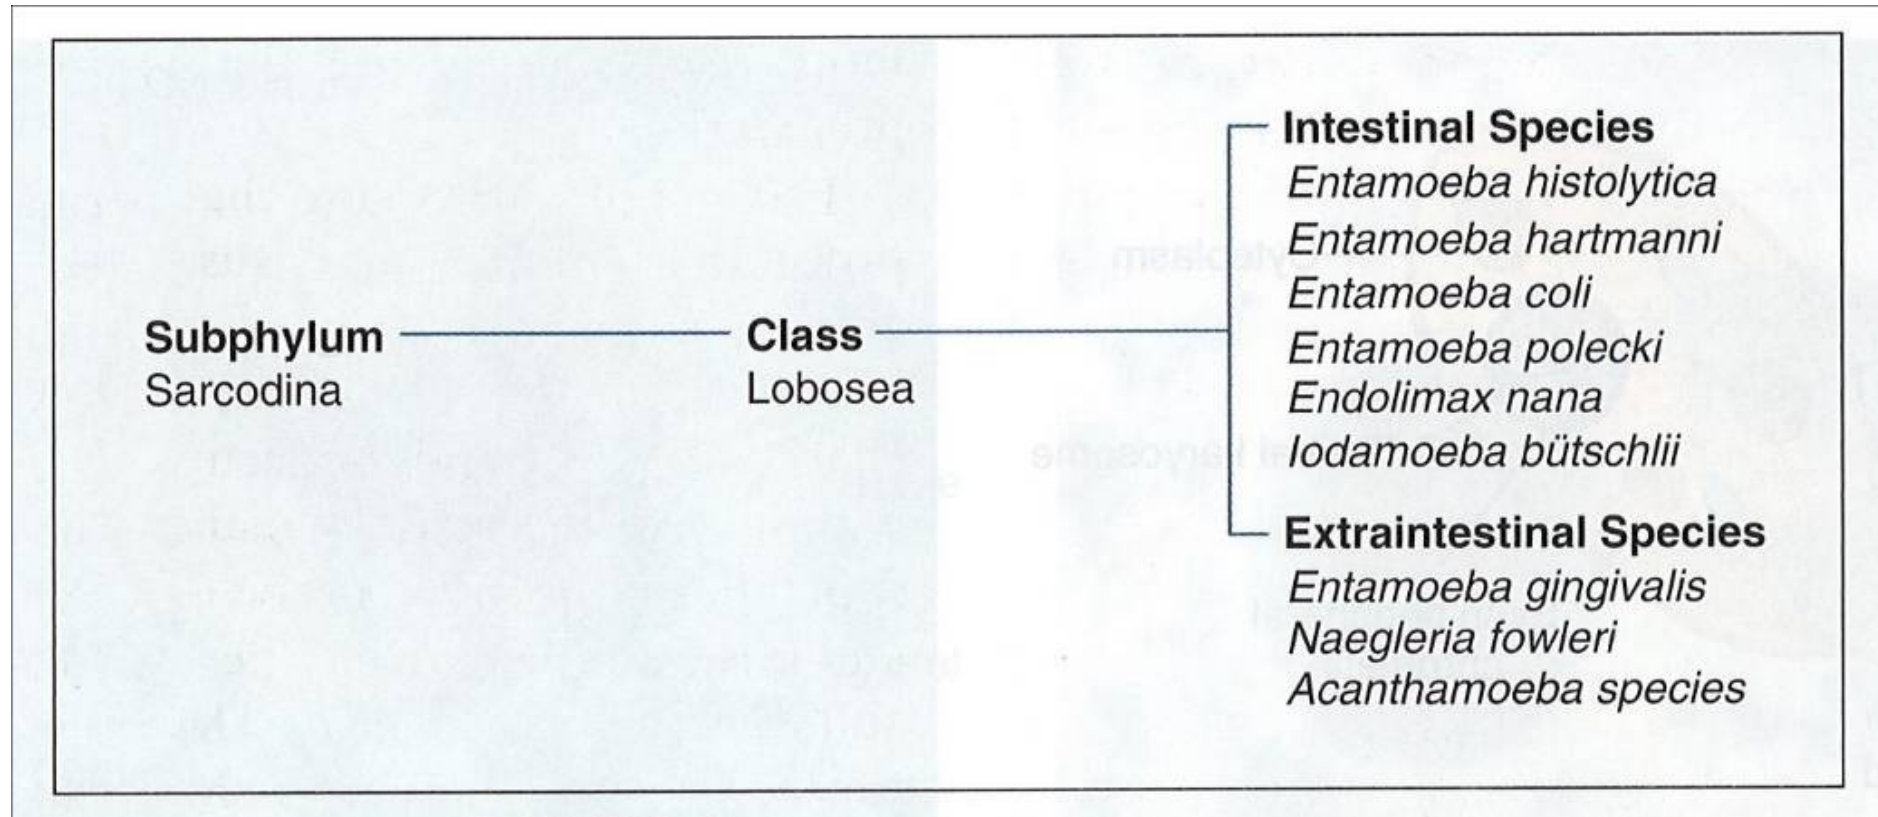 Subphylum
Sarcodina
Class
Lobosea
Intestinal Species
Entamoeba histolytica
Entamoeba hartmanni
Entamoeba coli
Entamoeba polecki
Endolimax nana
Iodamoeba bütschlii
Extraintestinal Species
Entamoeba gingivalis
Naegleria fowleri
Acanthamoeba species